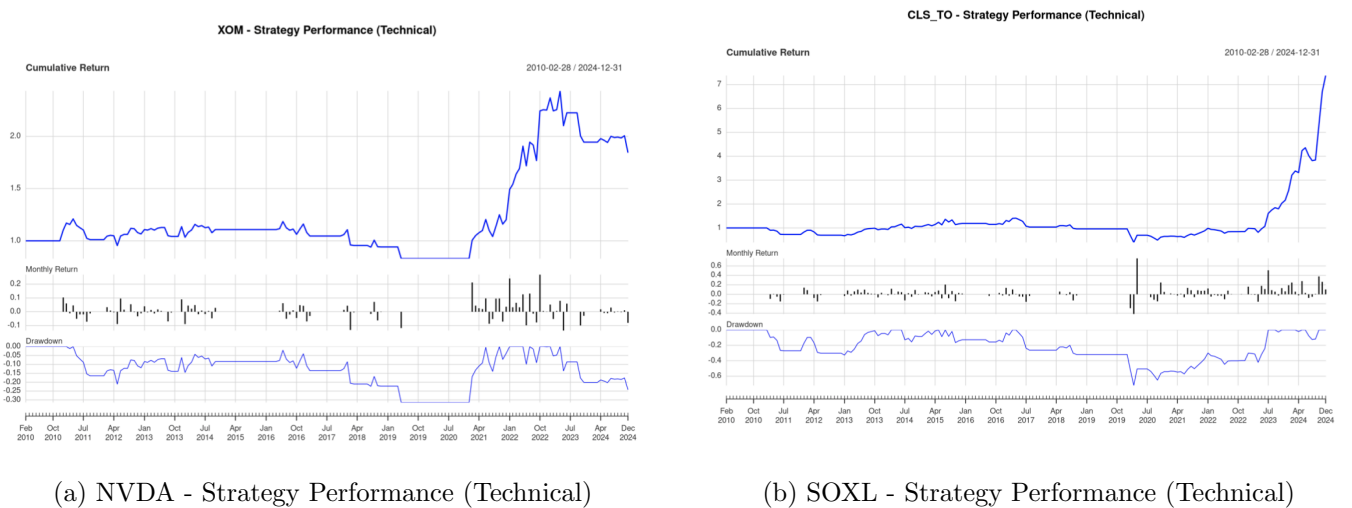 XOM - Strategy Performance (Technical)
Cumulative Return 2010-02-28 / 2024-12-31
2.0
1.5
1.0
Monthly Return
0.2
0.1
0.0
-0.1
Drawdown
0.00
-0.05
-0.10
-0.15
-0.20
-0.25
-0.30
Feb Oct Jul Apr Jan Oct Jul Apr Jan Oct Jul Apr Jan Oct Jul Apr Jan Oct Jul Apr Dec
2010 2010 2011 2012 2013 2013 2014 2015 2016 2016 2017 2018 2019 2019 2020 2021 2022 2022 2023 2024 2024
(a) NVDA - Strategy Performance (Technical)
CLS_TO - Strategy Performance (Technical)
Cumulative Return 2010-02-28 / 2024-12-31
7
6
5
4
3
2
1
Monthly Return
0.6
0.4
0.2
0.0
-0.2
-0.4
Drawdown
0.0
-0.2
-0.4
-0.6
Feb Oct Jul Apr Jan Oct Jul Apr Jan Oct Jul Apr Jan Oct Jul Apr Jan Oct Jul Apr Dec
2010 2010 2011 2012 2013 2013 2014 2015 2016 2016 2017 2018 2019 2019 2020 2021 2022 2022 2023 2024 2024
(b) SOXL - Strategy Performance (Technical)